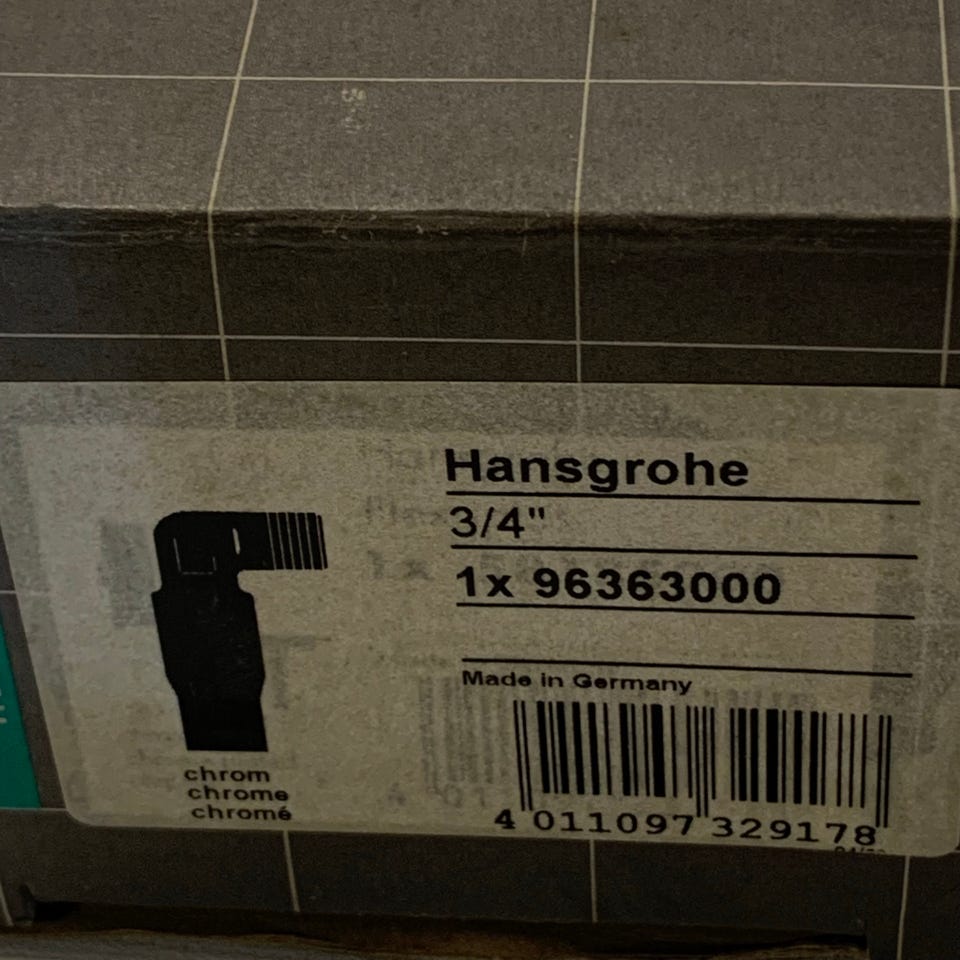 Hansgrohe
3/4"
1x 96363000
Made in Germany
chrom
chrome
chromé
4 011097 329178